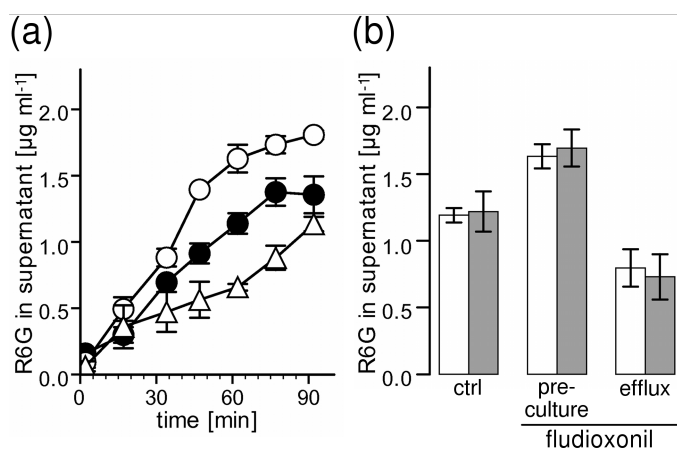 (a)
R6G in supernatant [µg ml-1]
2.0
1.5
1.0
0.5
0.0
0
30
60
90
time [min]
(b)
R6G in supernatant [µg ml-1]
2.0
1.5
1.0
0.5
0.0
ctrl
pre-
culture
efflux
fludioxonil